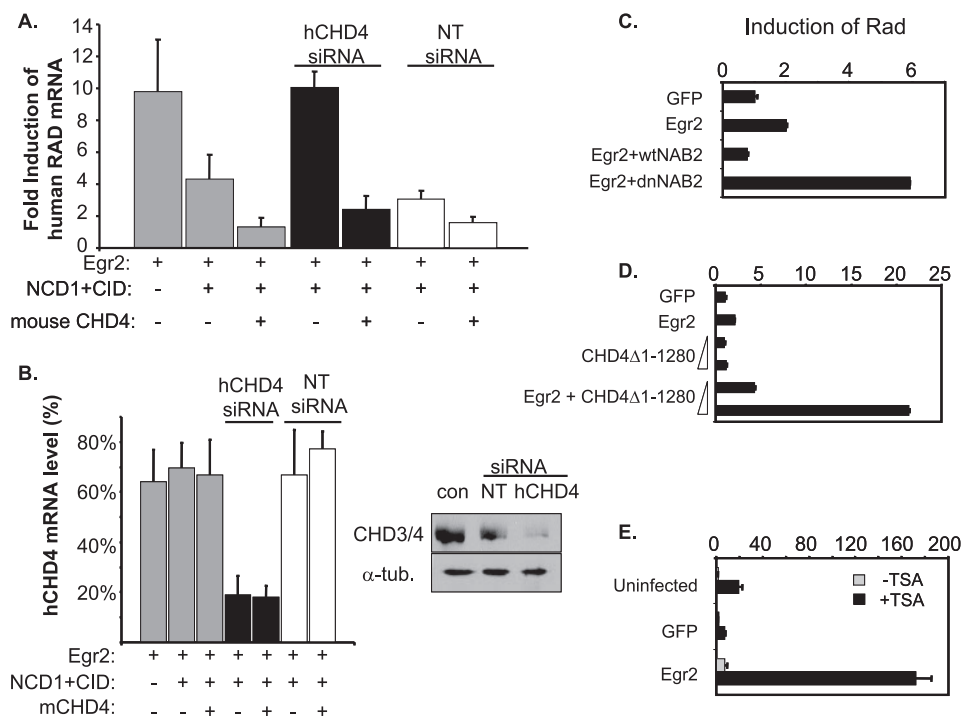 A.
Fold Induction of
human RAD mRNA
14
12
10
8
6
4
2
0
hCHD4
siRNA
NT
siRNA
Egr2: + + + + + + +
NCD1+CID: - + + + + + +
mouse CHD4: - - + - + - +
B.
hCHD4 mRNA level (%)
80%
60%
40%
20%
hCHD4
siRNA
NT
siRNA
Egr2: + + + + + + +
NCD1+CID: - + + + + + +
mCHD4: - - + - + - +
siRNA
con NT hCHD4
CHD3/4
α-tub.
C.
Induction of Rad
0 2 4 6
GFP
Egr2
Egr2+wtNAB2
Egr2+dnNAB2
D.
0 5 10 15 20 25
GFP
Egr2
CHD4Δ1-1280
Egr2 + CHD4Δ1-1280
E.
0 40 80 120 160 200
Uninfected
GFP
Egr2
-TSA
+TSA